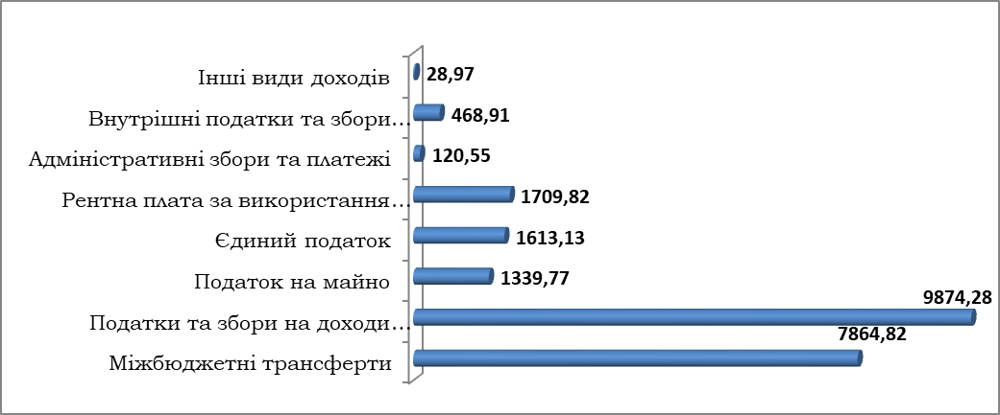 Інші види доходів 28,97
Внутрішні податки та збори… 468,91
Адміністративні збори та платежі 120,55
Рентна плата за використання… 1709,82
Єдиний податок 1613,13
Податок на майно 1339,77
Податки та збори на доходи… 9874,28
Міжбюджетні трансферти 7864,82